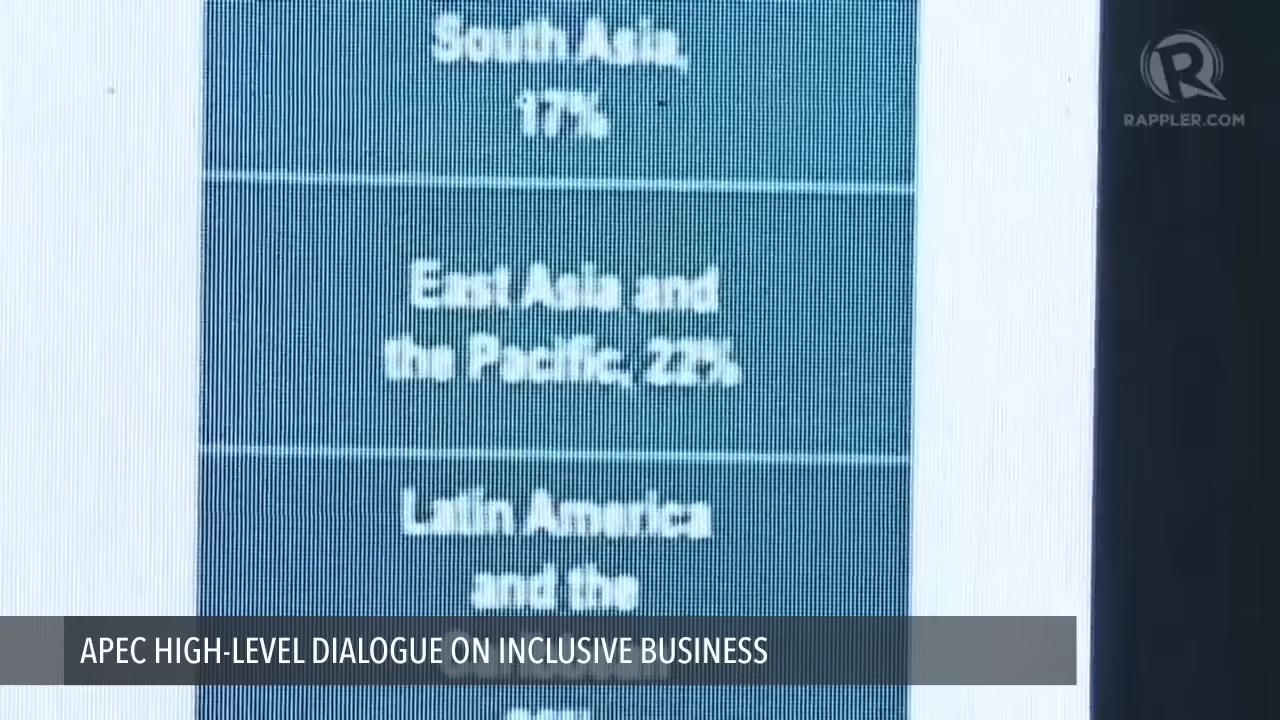 South Asia,
17%
RAPPLER.COM
East Asia and
the Pacific, 22%
Latin America
and the
APEC HIGH-LEVEL DIALOGUE ON INCLUSIVE BUSINESS